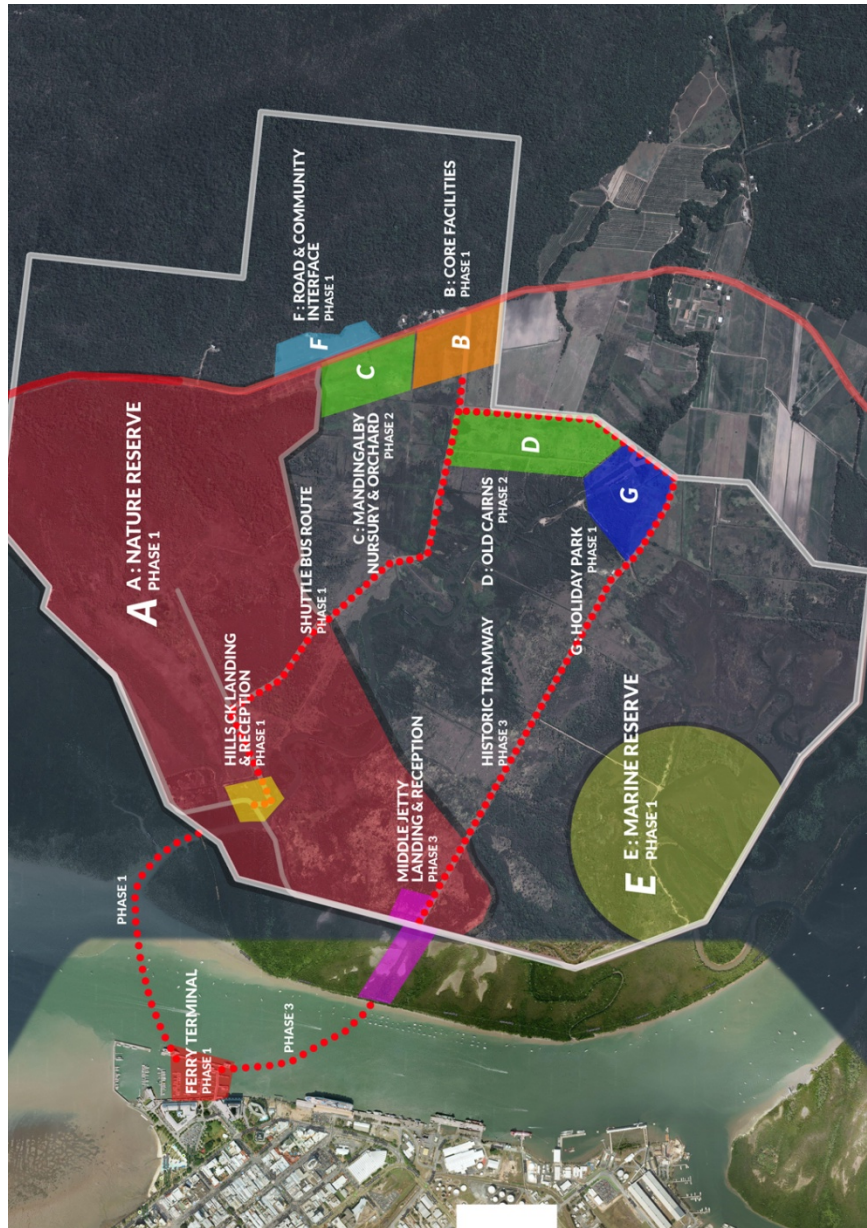 A
A : NATURE RESERVE
PHASE 1
F : ROAD & COMMUNITY
INTERFACE
PHASE 1
F
B : CORE FACILITIES
PHASE 1
B
C
C : MANDINGALBY
NURSURY & ORCHARD
PHASE 2
SHUTTLE BUS ROUTE
PHASE 1
D
D : OLD CAIRNS
PHASE 2
G
G : HOLIDAY PARK
PHASE 1
HILLS CK LANDING
& RECEPTION
PHASE 1
HISTORIC TRAMWAY
PHASE 3
MIDDLE JETTY
LANDING & RECEPTION
PHASE 3
E
E : MARINE RESERVE
PHASE 1
PHASE 1
FERRY TERMINAL
PHASE 1
PHASE 3